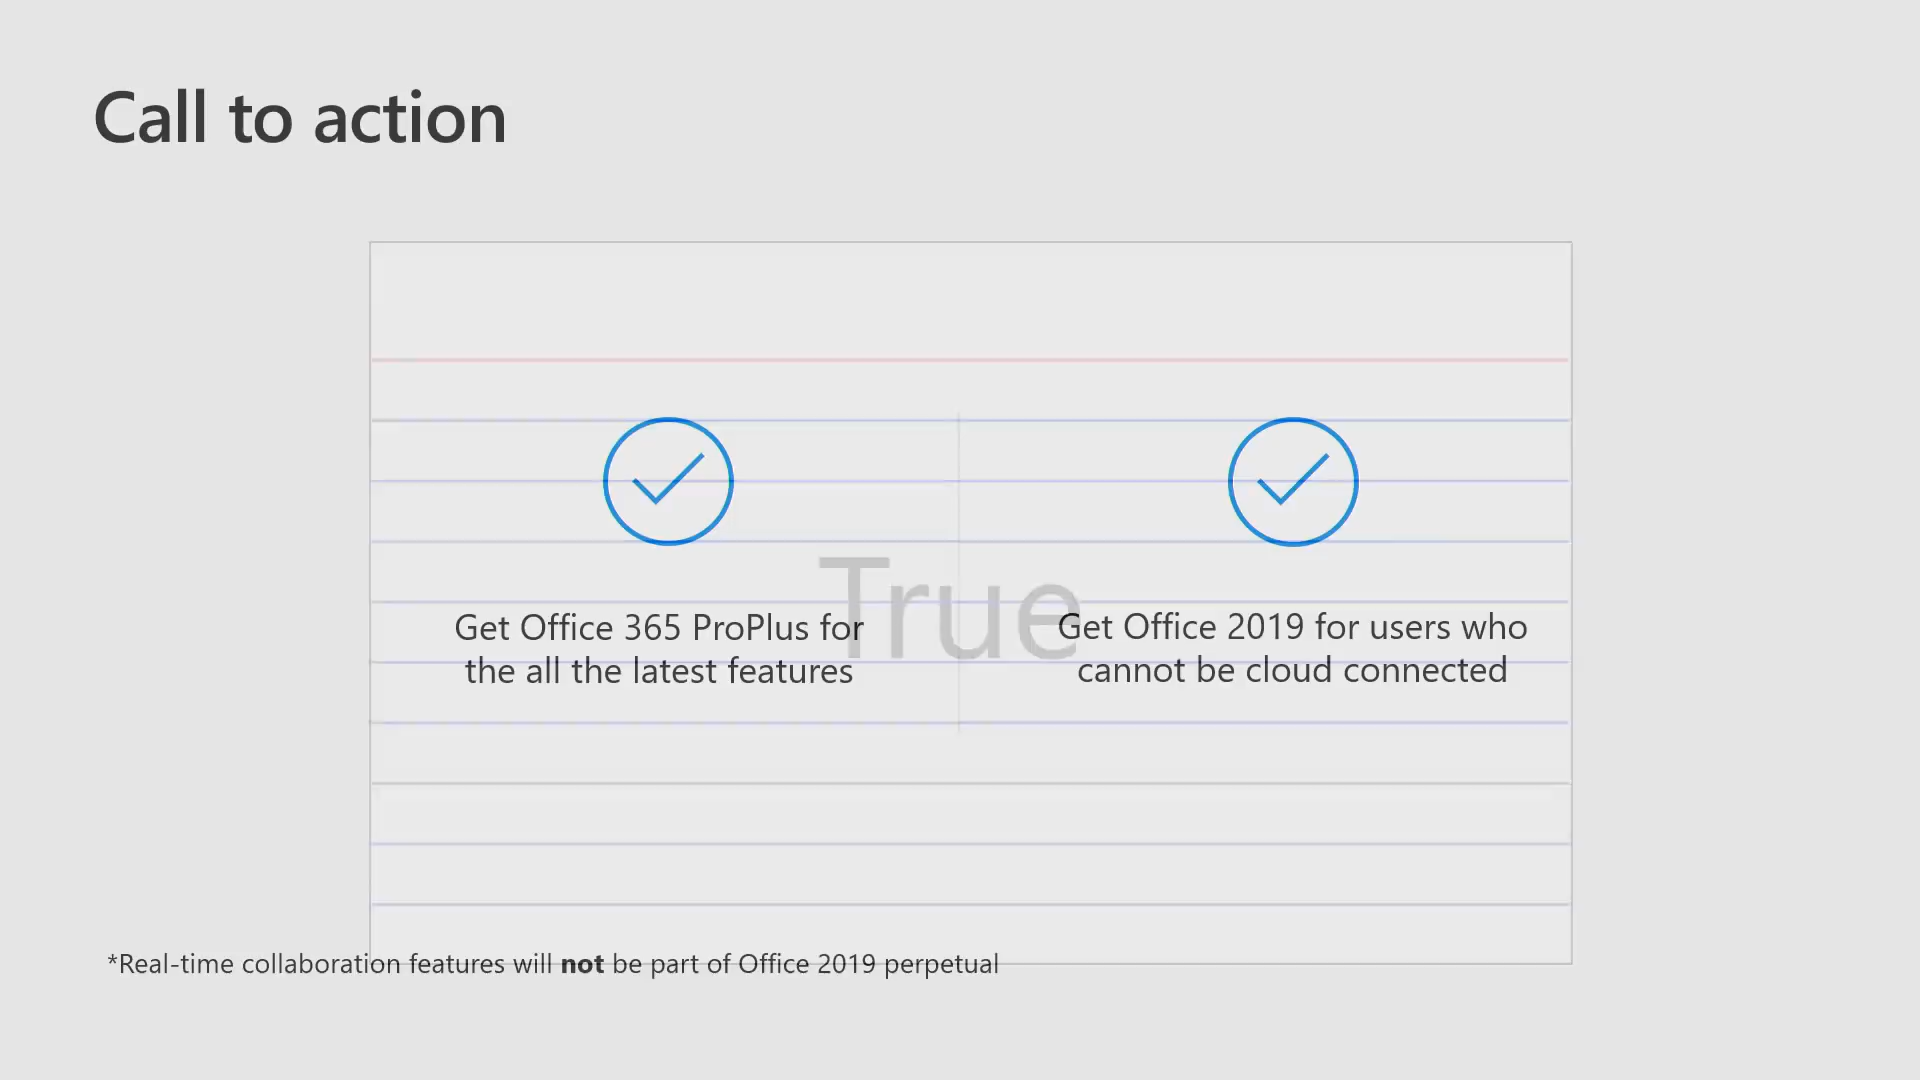 Call to action
True
Get Office 365 ProPlus for
the all the latest features
Get Office 2019 for users who
cannot be cloud connected
*Real-time collaboration features will not be part of Office 2019 perpetual